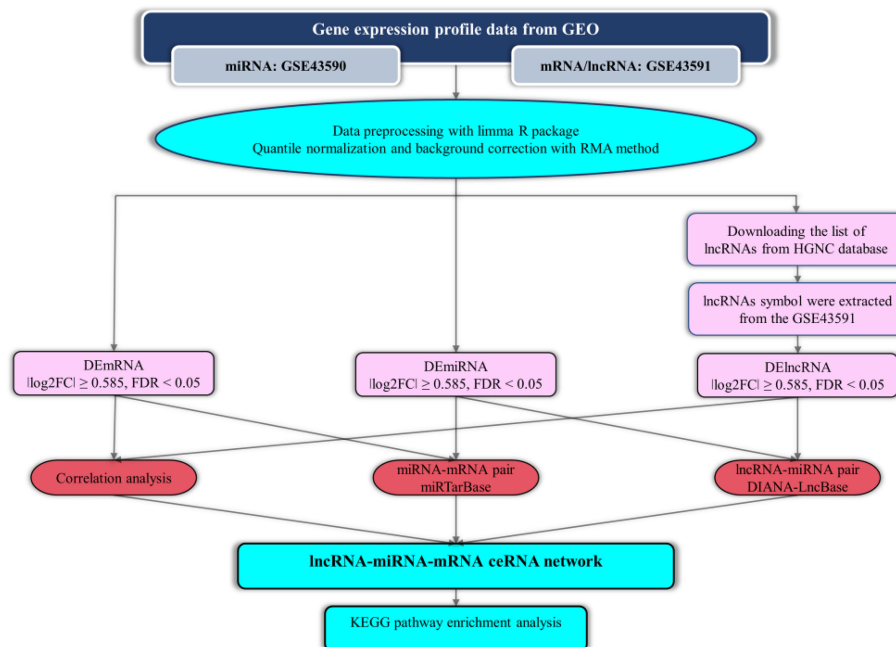 Gene expression profile data from GEO
miRNA: GSE43590
mRNA/lncRNA: GSE43591
Data preprocessing with limma R package
Quantile normalization and background correction with RMA method
Downloading the list of
lncRNAs from HGNC database
lncRNAs symbol were extracted
from the GSE43591
DEmRNA
|log2FC| ≥ 0.585, FDR < 0.05
DEmiRNA
|log2FC| ≥ 0.585, FDR < 0.05
DElncRNA
|log2FC| ≥ 0.585, FDR < 0.05
Correlation analysis
miRNA-mRNA pair
miRTarBase
lncRNA-miRNA pair
DIANA-LncBase
lncRNA-miRNA-mRNA ceRNA network
KEGG pathway enrichment analysis